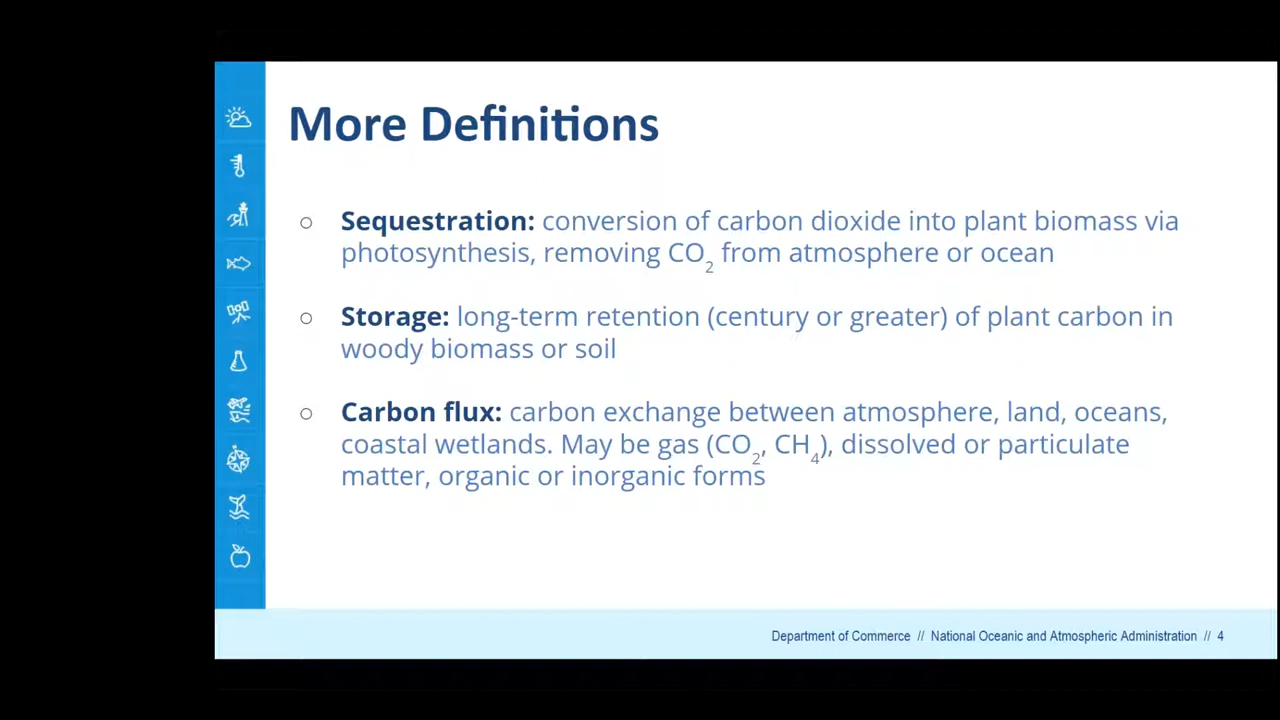 More Definitions
○ Sequestration: conversion of carbon dioxide into plant biomass via
photosynthesis, removing CO₂ from atmosphere or ocean
○ Storage: long-term retention (century or greater) of plant carbon in
woody biomass or soil
○ Carbon flux: carbon exchange between atmosphere, land, oceans,
coastal wetlands. May be gas (CO₂, CH₄), dissolved or particulate
matter, organic or inorganic forms
Department of Commerce // National Oceanic and Atmospheric Administration // 4